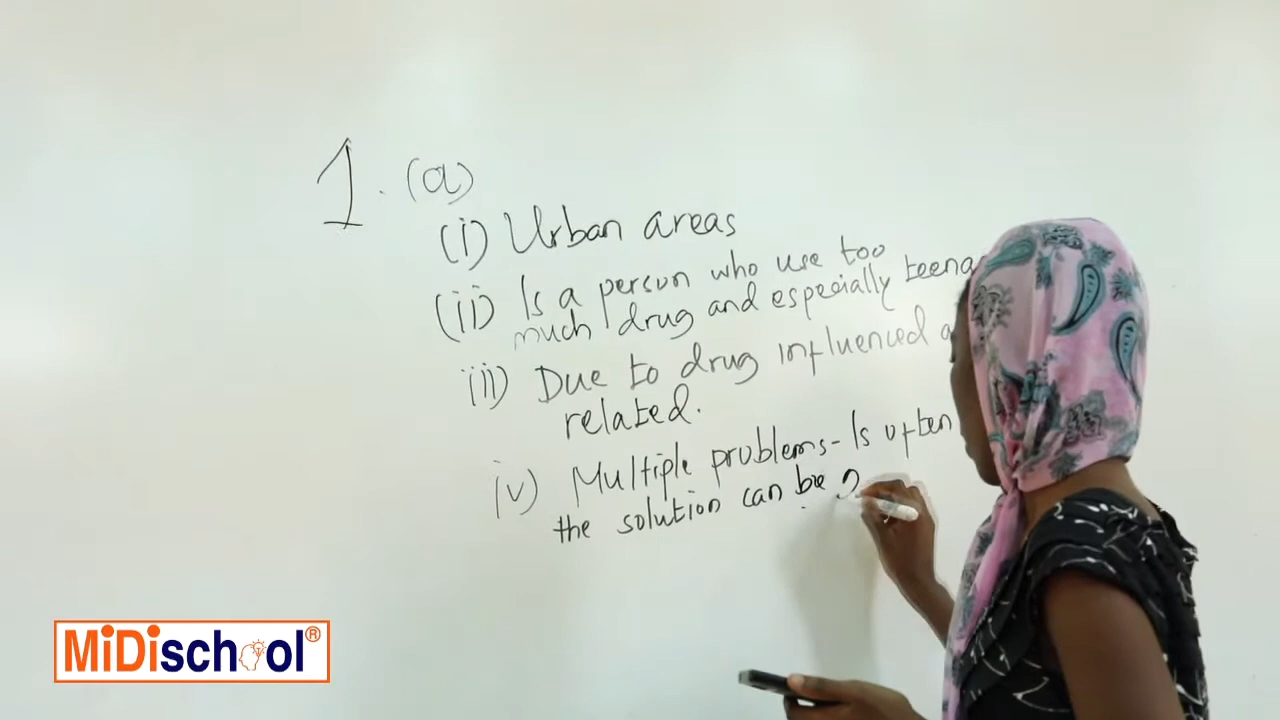 1. (a)
(i) Urban areas
(ii) Is a person who use too
much drug and especially teena
iii) Due to drug influenced a
related.
iv) Multiple problems - Is often
the solution can be
MiDischool®